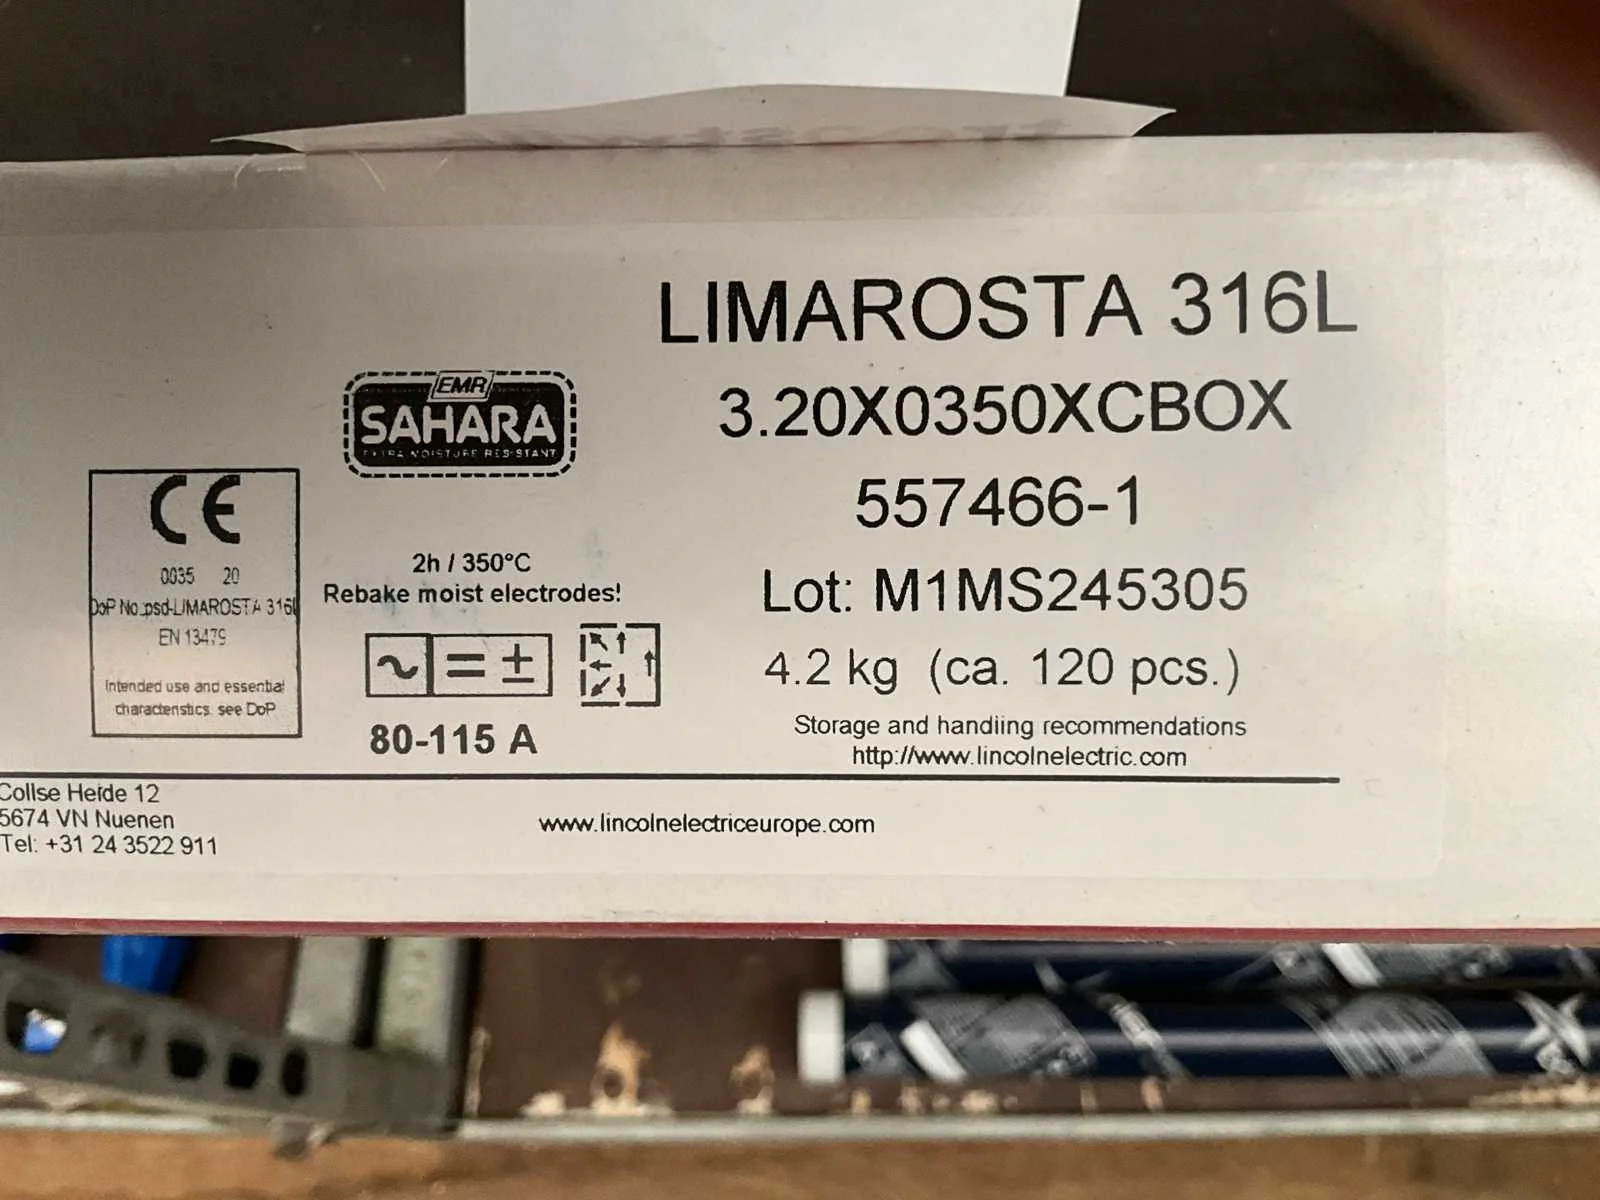 LIMAROSTA 316L
3.20X0350XCBOX
557466-1
Lot: M1MS245305
4.2 kg (ca. 120 pcs.)
Storage and handling recommendations
http://www.lincolnelectric.com
EMR
SAHARA
EXTRA MOISTURE RESISTANT
2h / 350°C
Rebake moist electrodes!
~ = ±
80-115 A
CE
0035 20
DoP No.:psd-LIMAROSTA 316L
EN 13479
Intended use and essential
characteristics: see DoP
Collse Heide 12
5674 VN Nuenen
Tel: +31 24 3522 911
www.lincolnelectriceurope.com